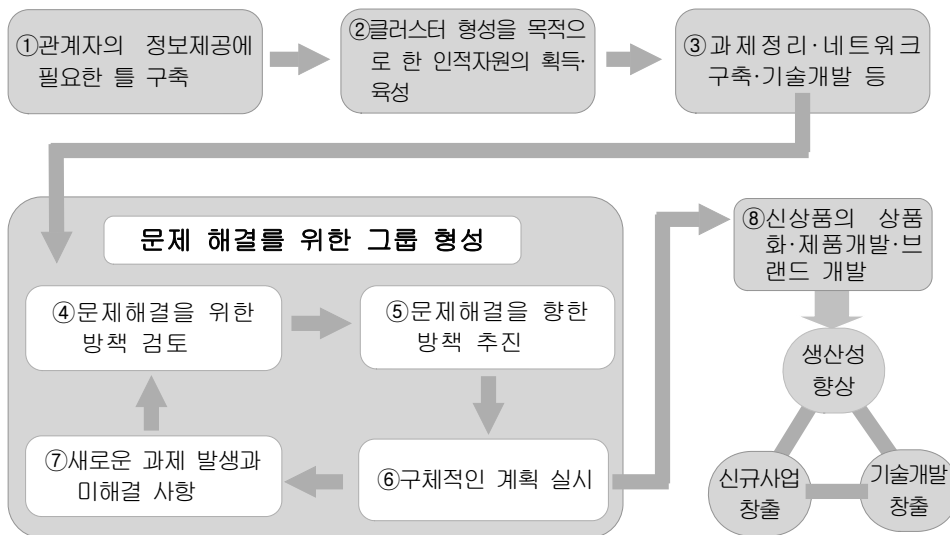 ①관계자의 정보제공에
필요한 틀 구축
②클러스터 형성을 목적으
로 한 인적자원의 획득·
육성
③과제정리·네트워크
구축·기술개발 등
문제 해결를 위한 그룹 형성
④문제해결을 위한
방책 검토
⑤문제해결을 향한
방책 추진
⑦새로운 과제 발생과
미해결 사항
⑥구체적인 계획 실시
⑧신상품의 상품
화·제품개발·브
랜드 개발
생산성
향상
신규사업
창출
기술개발
창출